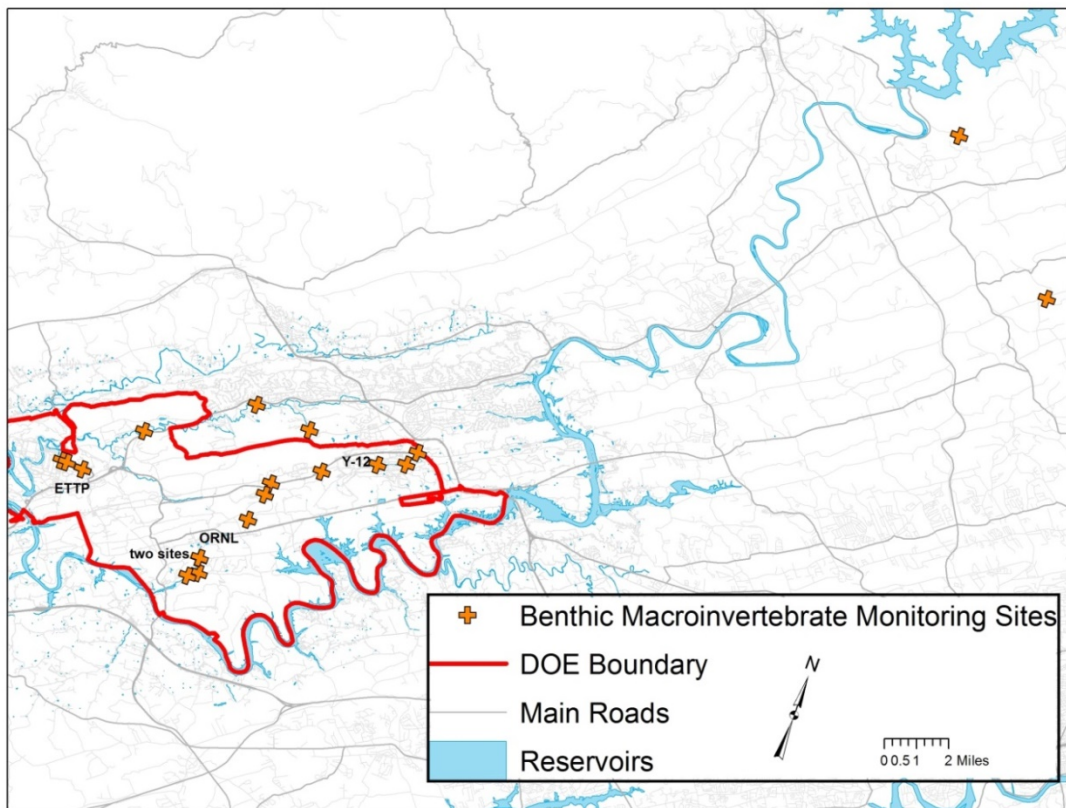 Y-12
ETTP
ORNL
two sites
Benthic Macroinvertebrate Monitoring Sites
DOE Boundary
Main Roads
Reservoirs
N
0 0.5 1 2 Miles